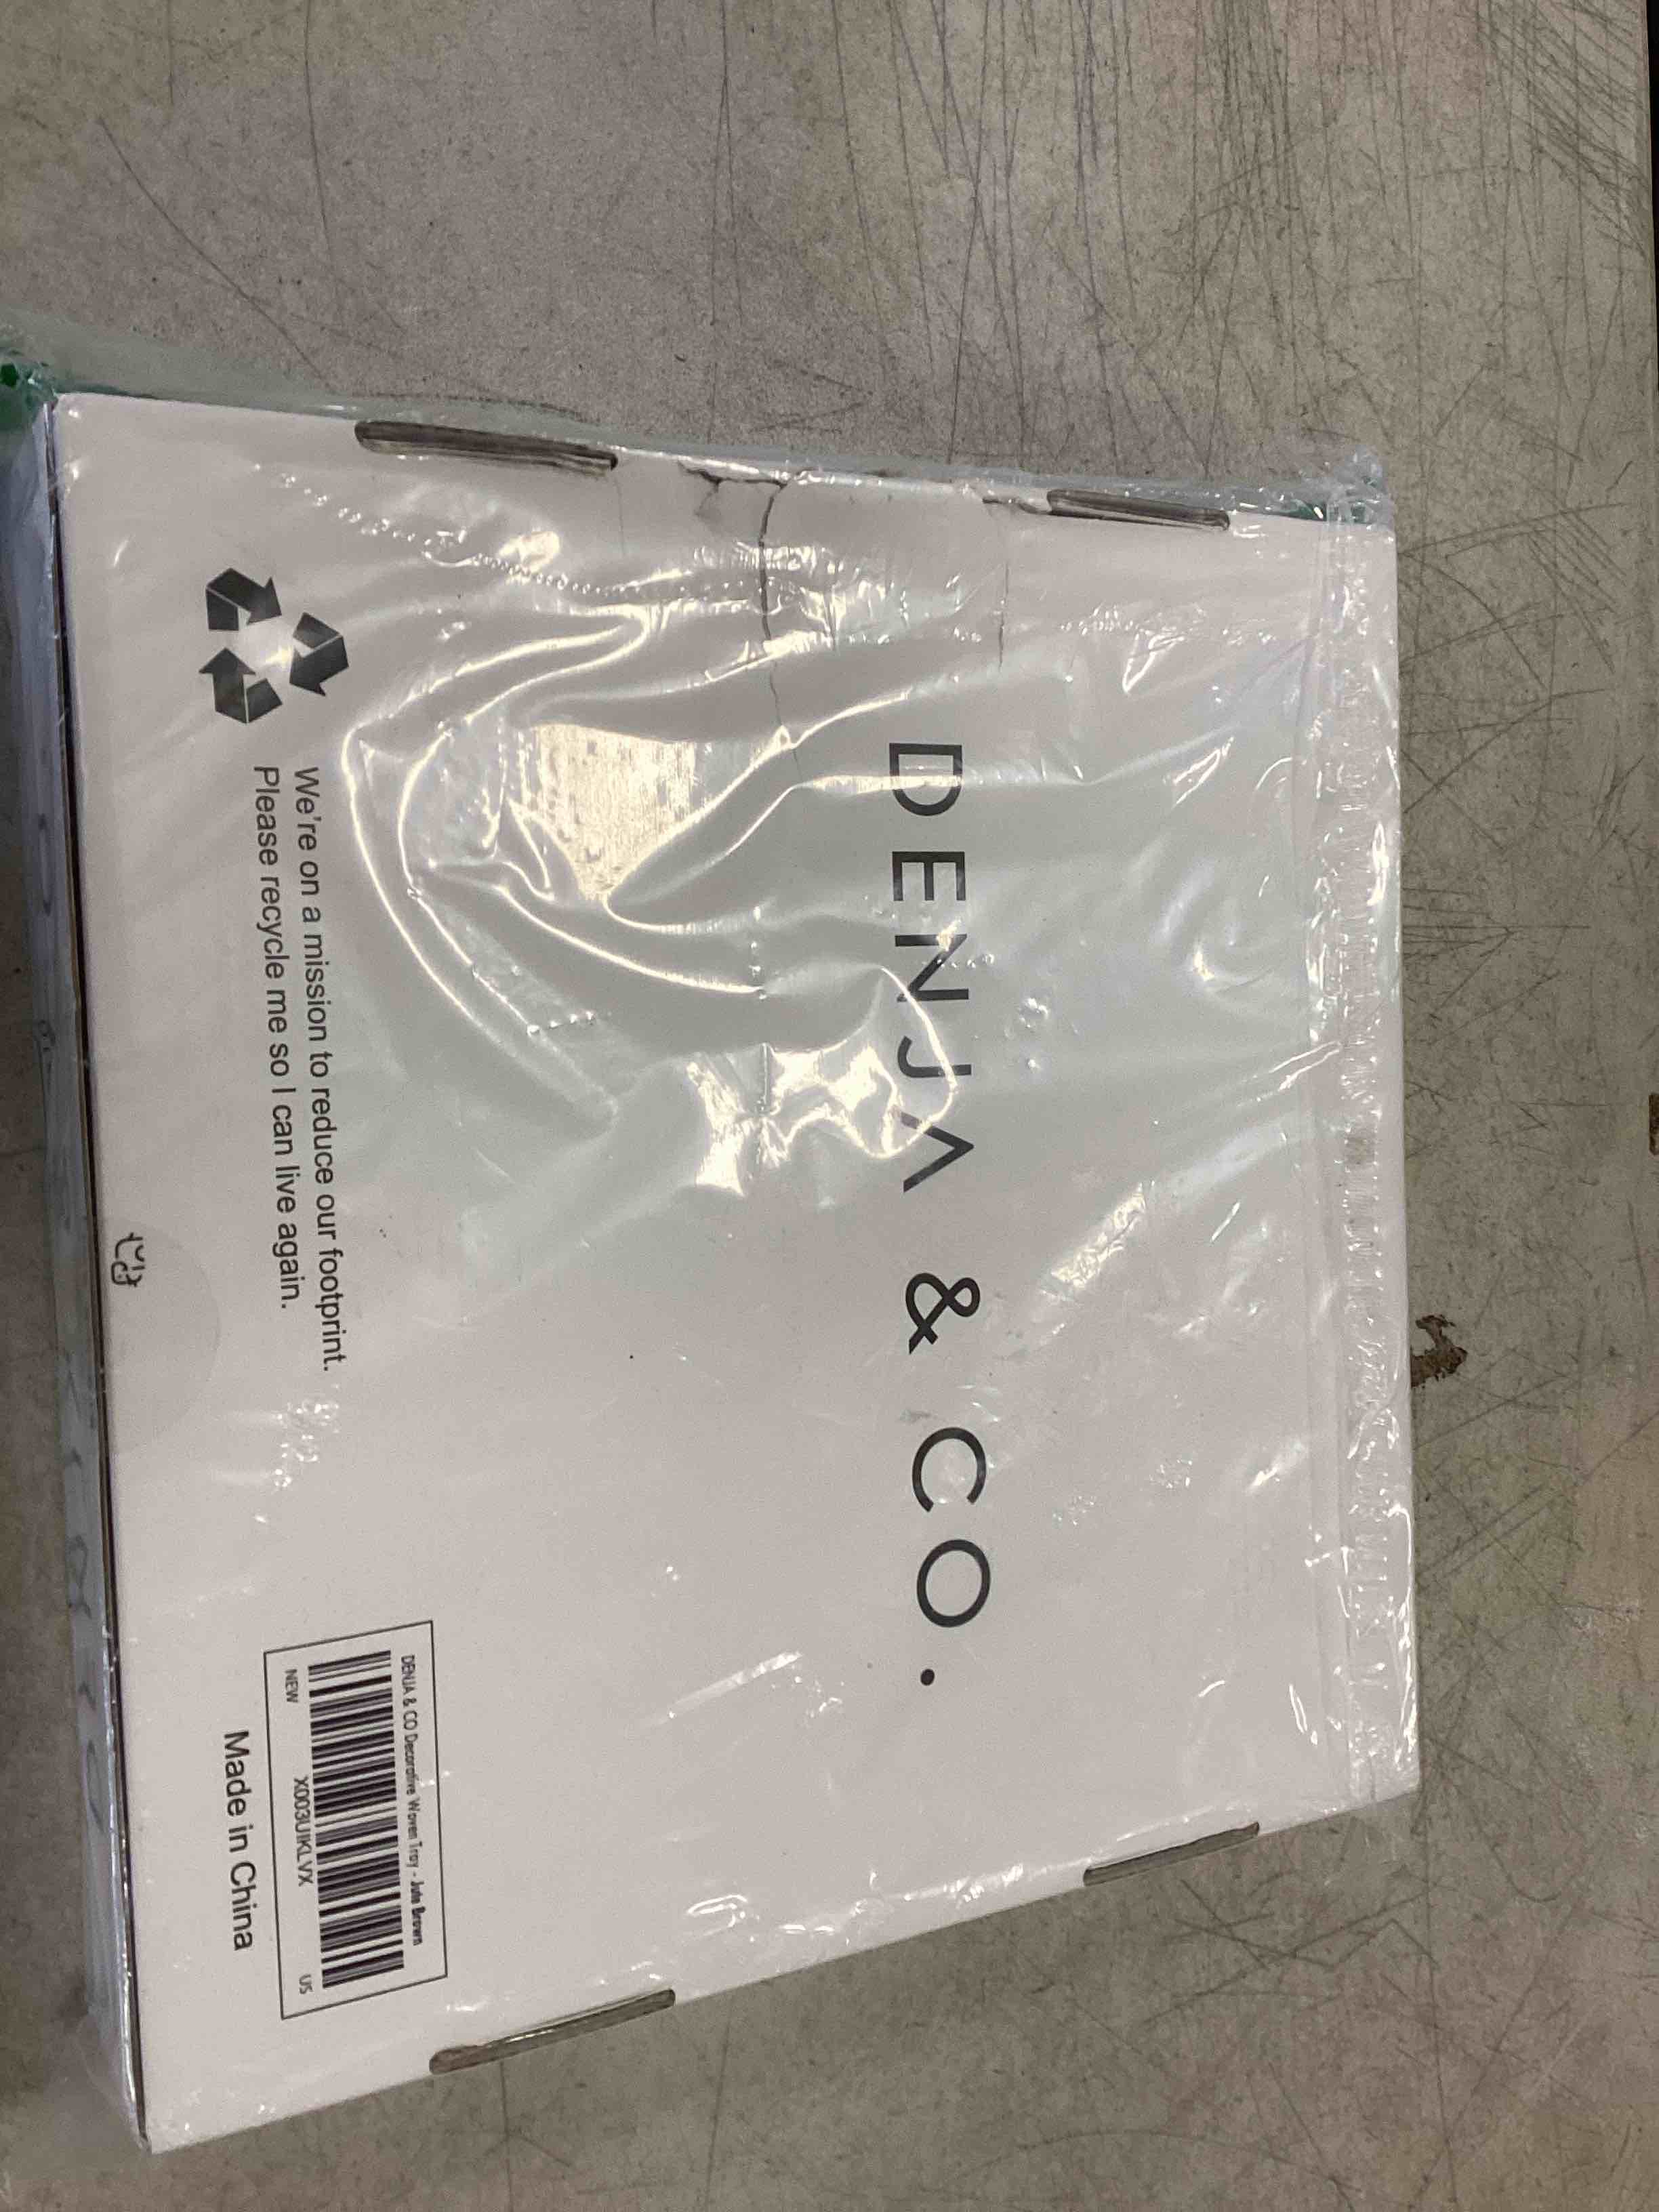 DENJA & CO.
We're on a mission to reduce our footprint.
Please recycle me so I can live again.
DENJA & CO Decorative Woven Tray - Jute Brown
NEW
X003UIKLVX
US
Made in China